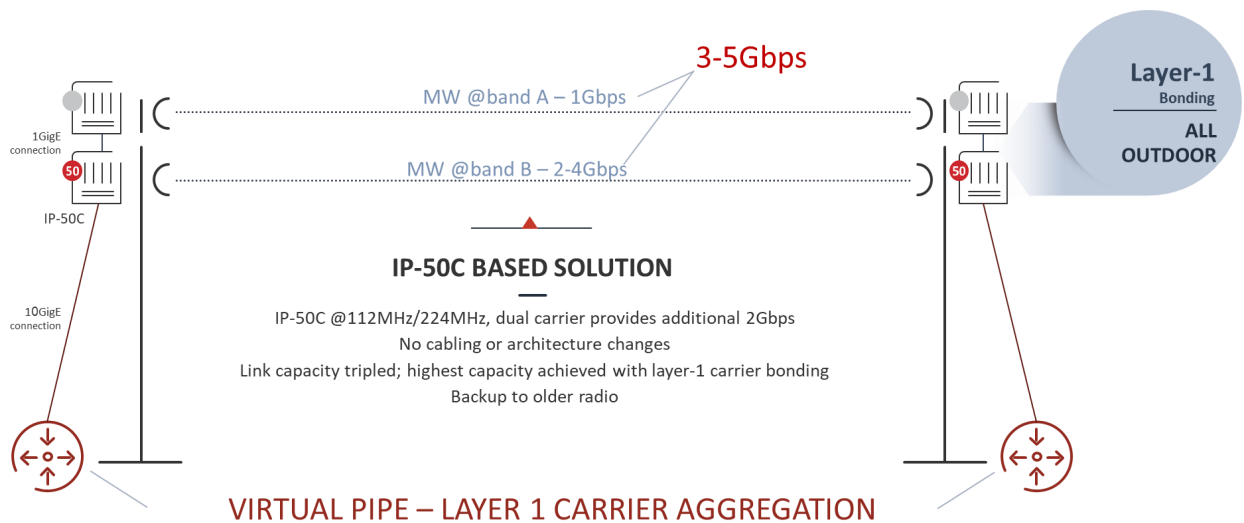 3-5Gbps
MW @band A – 1Gbps
Layer-1
Bonding
ALL
OUTDOOR
1GigE
connection
50
50
MW @band B – 2-4Gbps
IP-50C
IP-50C BASED SOLUTION
10GigE
connection
IP-50C @112MHz/224MHz, dual carrier provides additional 2Gbps
No cabling or architecture changes
Link capacity tripled; highest capacity achieved with layer-1 carrier bonding
Backup to older radio
VIRTUAL PIPE – LAYER 1 CARRIER AGGREGATION